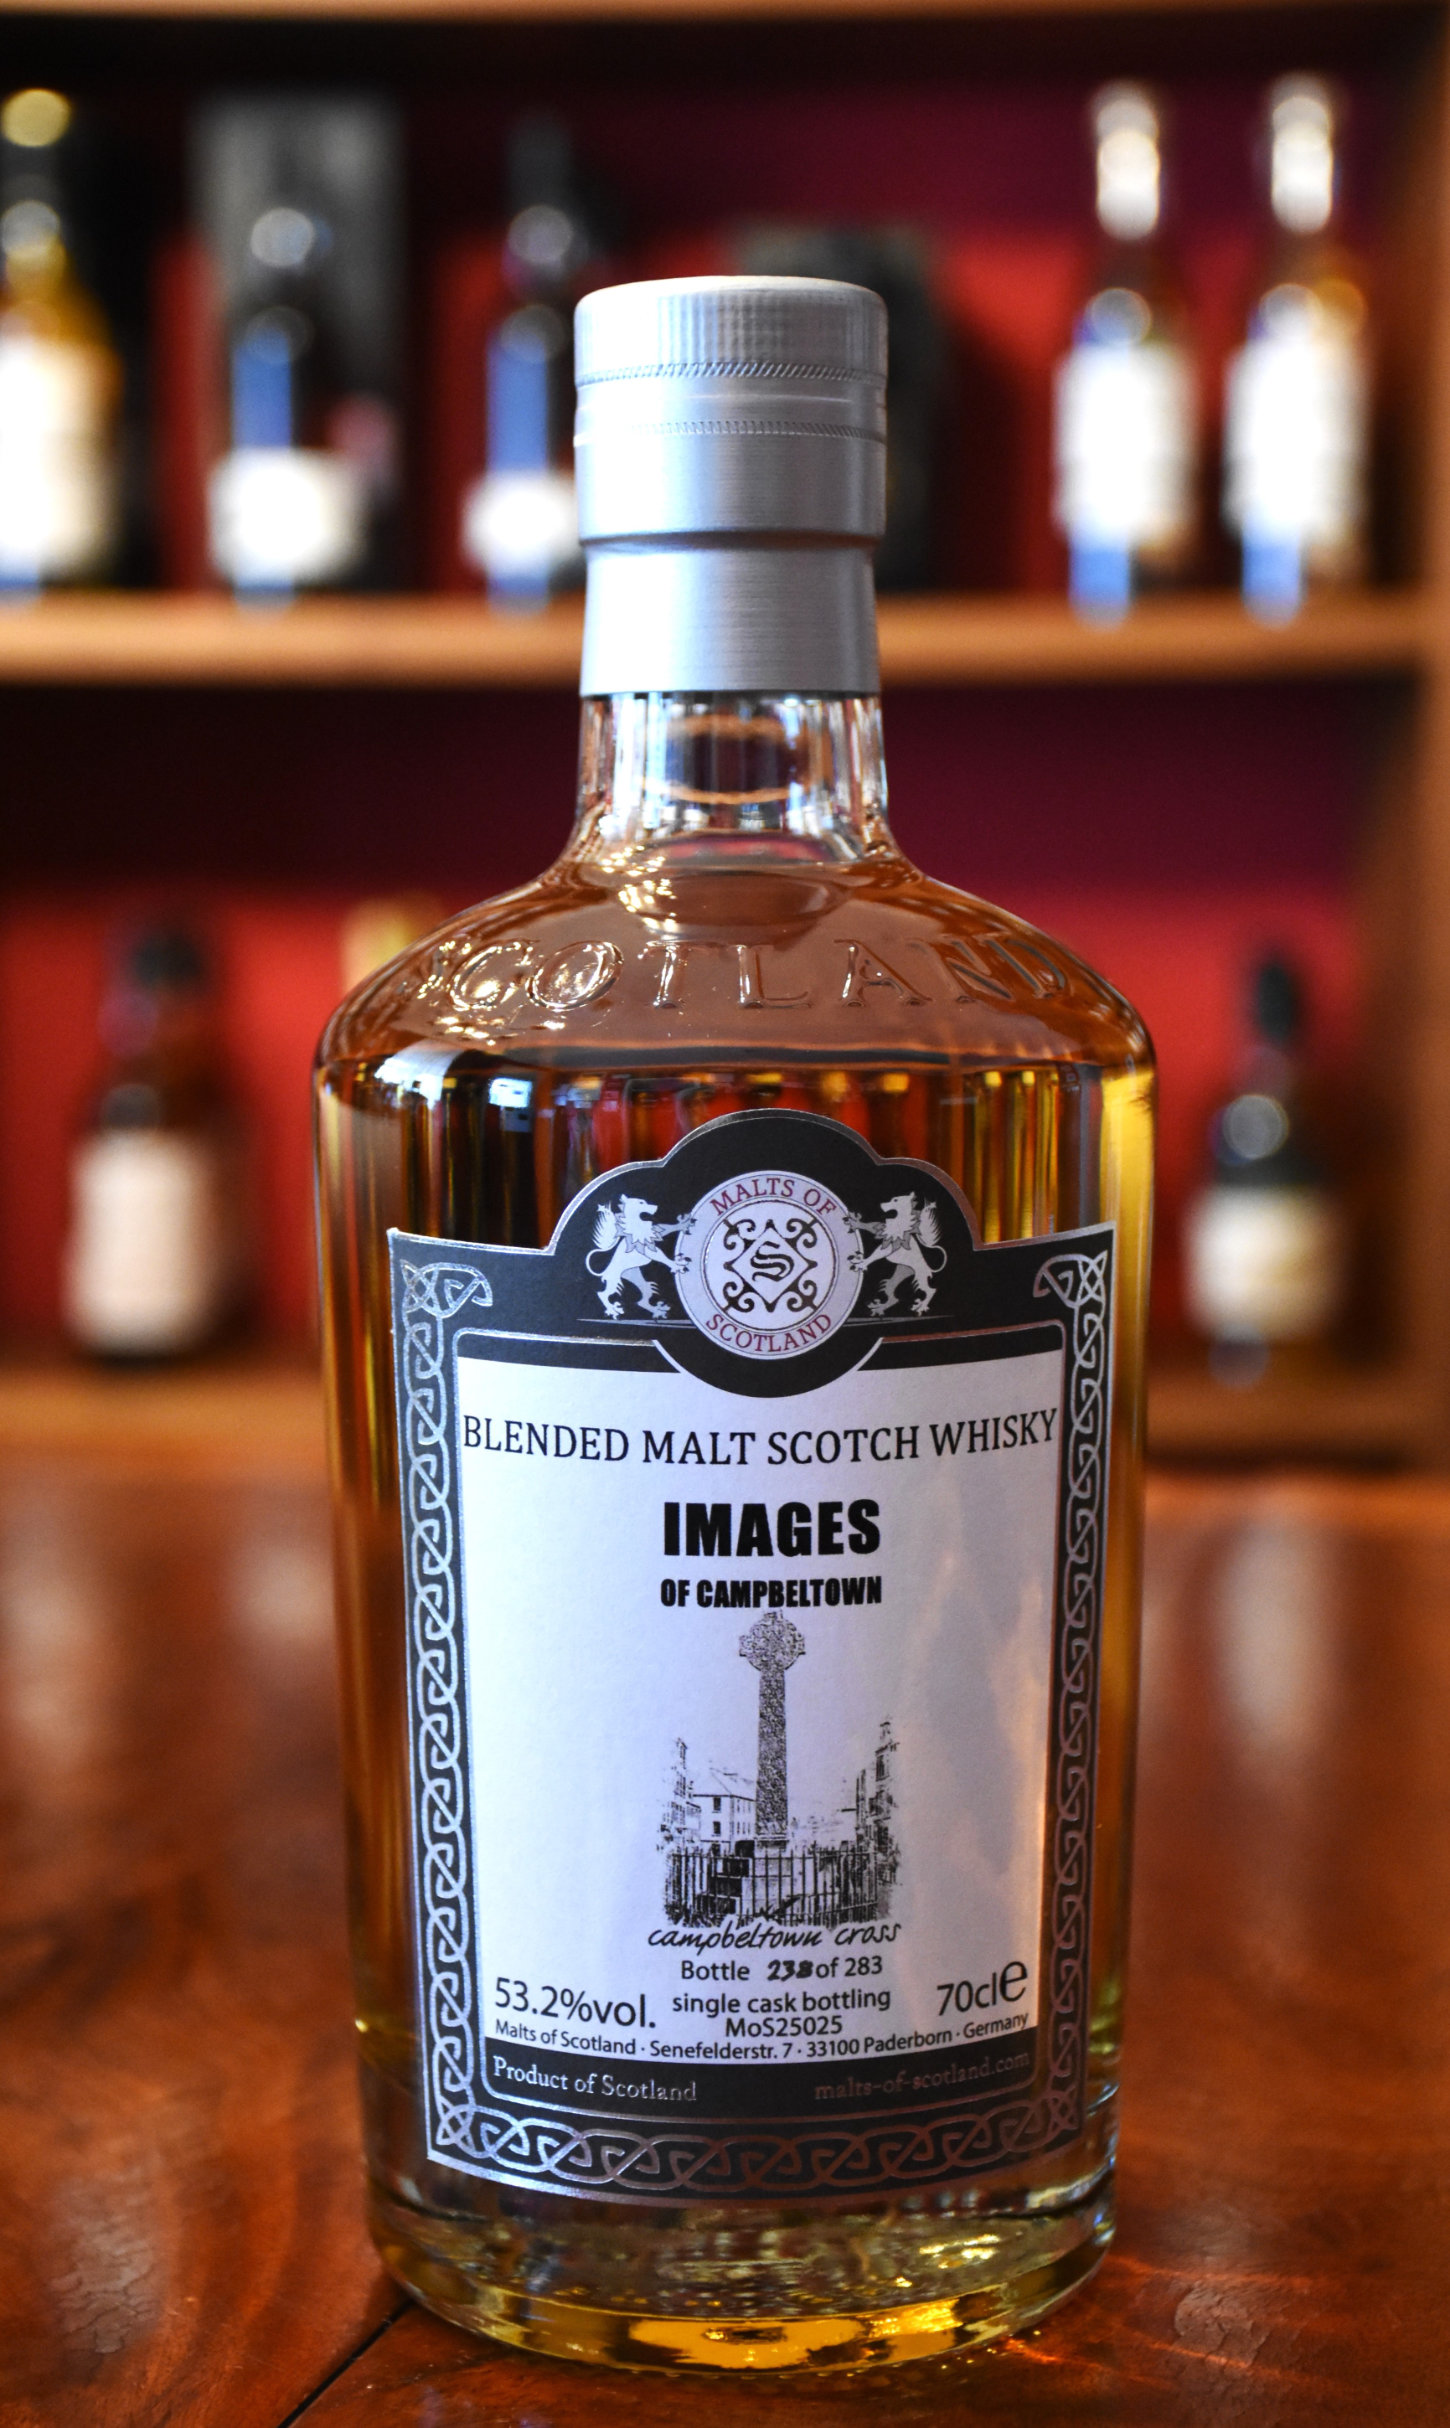 SCOTLAND
MALTS OF
S
SCOTLAND
BLENDED MALT SCOTCH WHISKY
IMAGES
OF CAMPBELTOWN
campbeltown cross
Bottle 238 of 283
53.2%vol. single cask bottling 70cle
MoS25025
Malts of Scotland · Senefelderstr. 7 · 33100 Paderborn · Germany
Product of Scotland malts-of-scotland.com